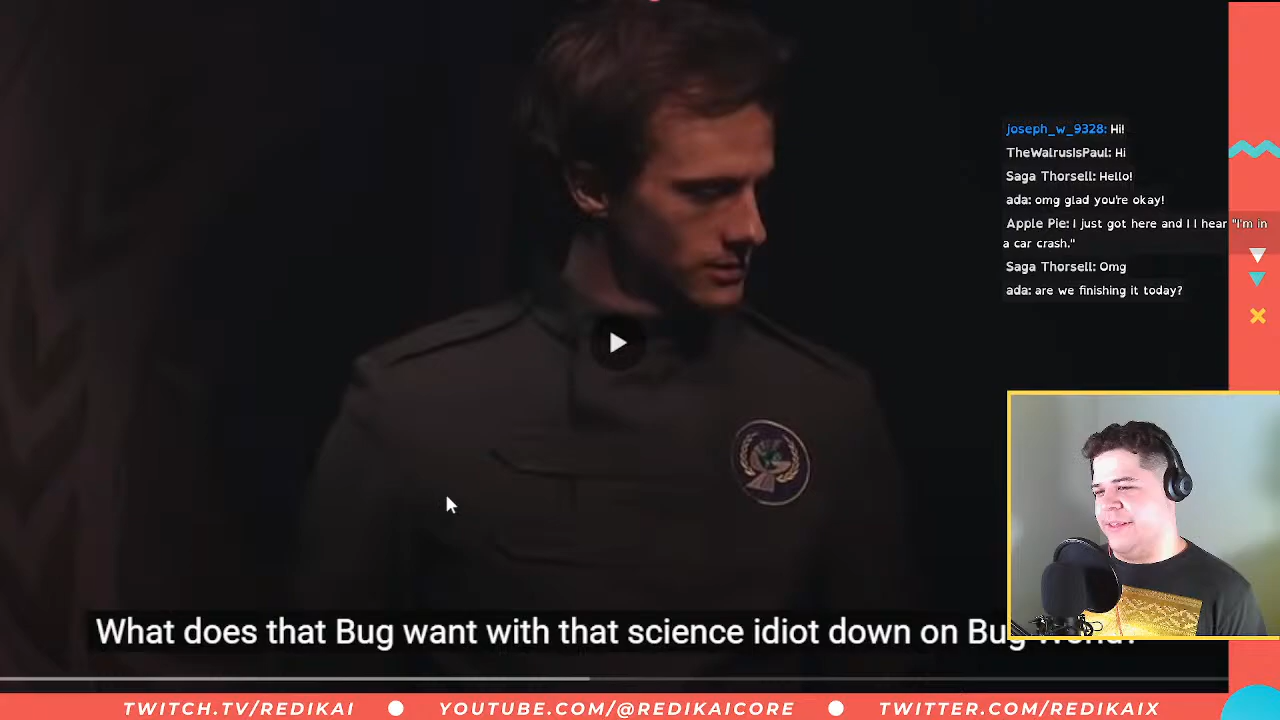 joseph_w_9328: Hi!
TheWalrusIsPaul: Hi
Saga Thorsell: Hello!
ada: omg glad you're okay!
Apple Pie: I just got here and I I hear "I'm in
a car crash."
Saga Thorsell: Omg
ada: are we finishing it today?
What does that Bug want with that science idiot down on Bug
TWITCH.TV/REDIKAI
YOUTUBE.COM/@REDIKAICORE
TWITTER.COM/REDIKAIX